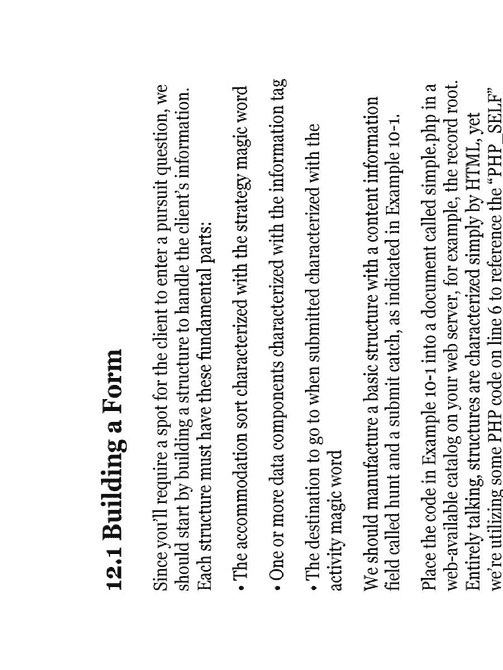 12.1 Building a Form
Since you'll require a spot for the client to enter a pursuit question, we
should start by building a structure to handle the client's information.
Each structure must have these fundamental parts:
• The accommodation sort characterized with the strategy magic word
• One or more data components characterized with the information tag
• The destination to go to when submitted characterized with the
activity magic word
We should manufacture a basic structure with a content information
field called hunt and a submit catch, as indicated in Example 10-1.
Place the code in Example 10-1 into a document called simple.php in a
web-available catalog on your web server, for example, the record root.
Entirely talking, structures are characterized simply by HTML, yet
we're utilizing some PHP code on line 6 to reference the “PHP_SELF”